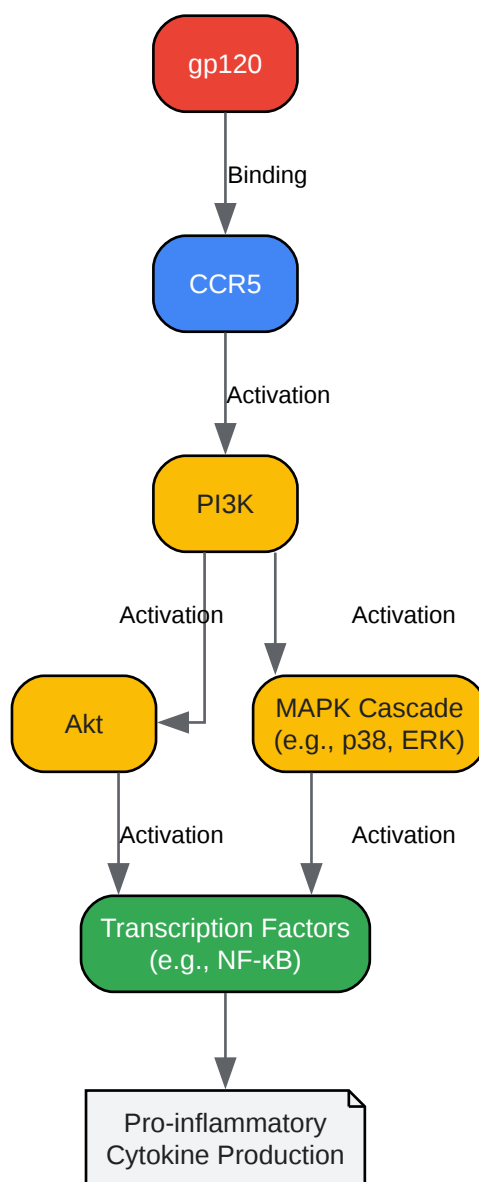 gp120
Binding
CCR5
Activation
PI3K
Activation
Activation
Akt
MAPK Cascade
(e.g., p38, ERK)
Activation
Activation
Transcription Factors
(e.g., NF-κB)
Pro-inflammatory
Cytokine Production